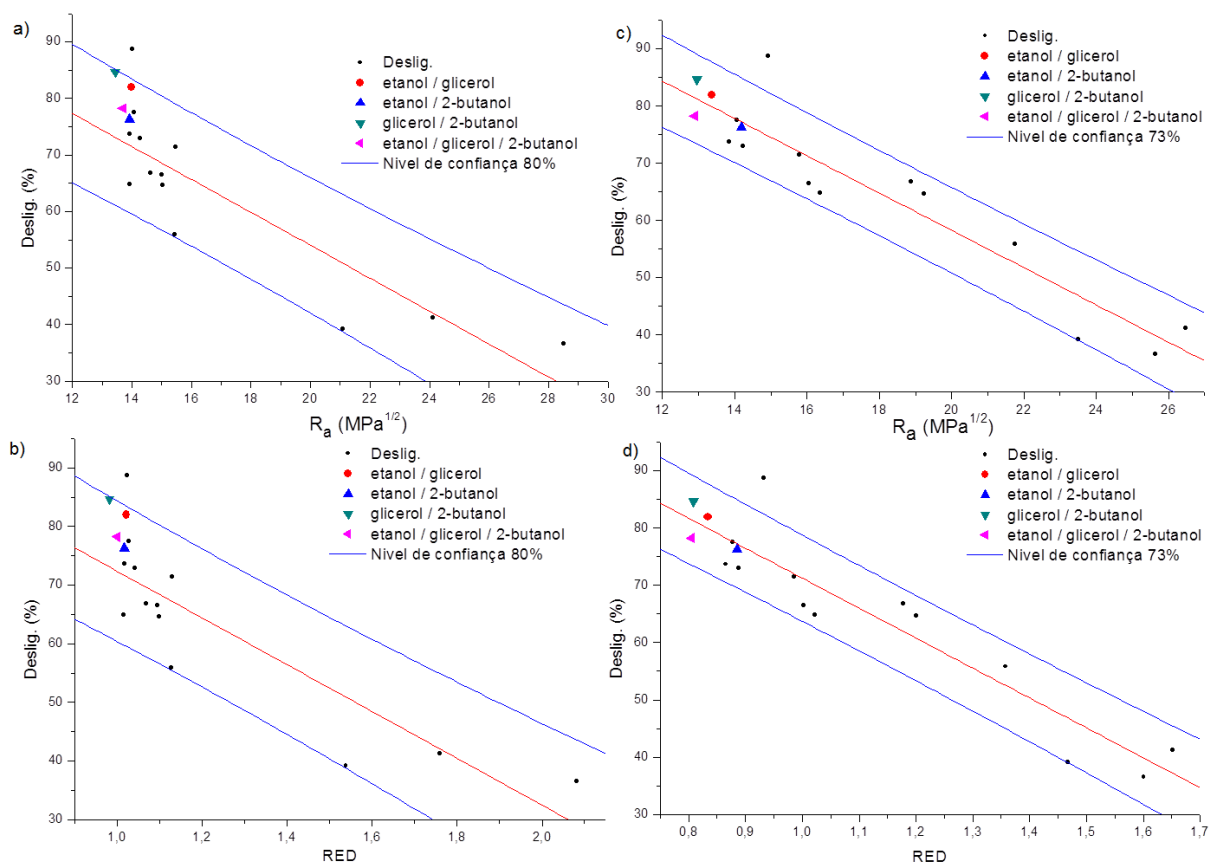 a)
90
80
70
60
50
40
30
Deslig. (%)
Deslig.
etanol / glicerol
etanol / 2-butanol
glicerol / 2-butanol
etanol / glicerol / 2-butanol
Nivel de confiança 80%
12 14 16 18 20 22 24 26 28 30
Ra (MPa1/2)
c)
90
80
70
60
50
40
30
Deslig. (%)
Deslig.
etanol / glicerol
etanol / 2-butanol
glicerol / 2-butanol
etanol / glicerol / 2-butanol
Nivel de confiança 73%
12 14 16 18 20 22 24 26
Ra (MPa1/2)
b)
90
80
70
60
50
40
30
Deslig. (%)
Deslig.
etanol / glicerol
etanol / 2-butanol
glicerol / 2-butanol
etanol / glicerol / 2-butanol
Nivel de confiança 80%
1,0 1,2 1,4 1,6 1,8 2,0
RED
d)
90
80
70
60
50
40
30
Deslig. (%)
Deslig.
etanol / glicerol
etanol / 2-butanol
glicerol / 2-butanol
etanol / glicerol / 2-butanol
Nivel de confiança 73%
0,8 0,9 1,0 1,1 1,2 1,3 1,4 1,5 1,6 1,7
RED